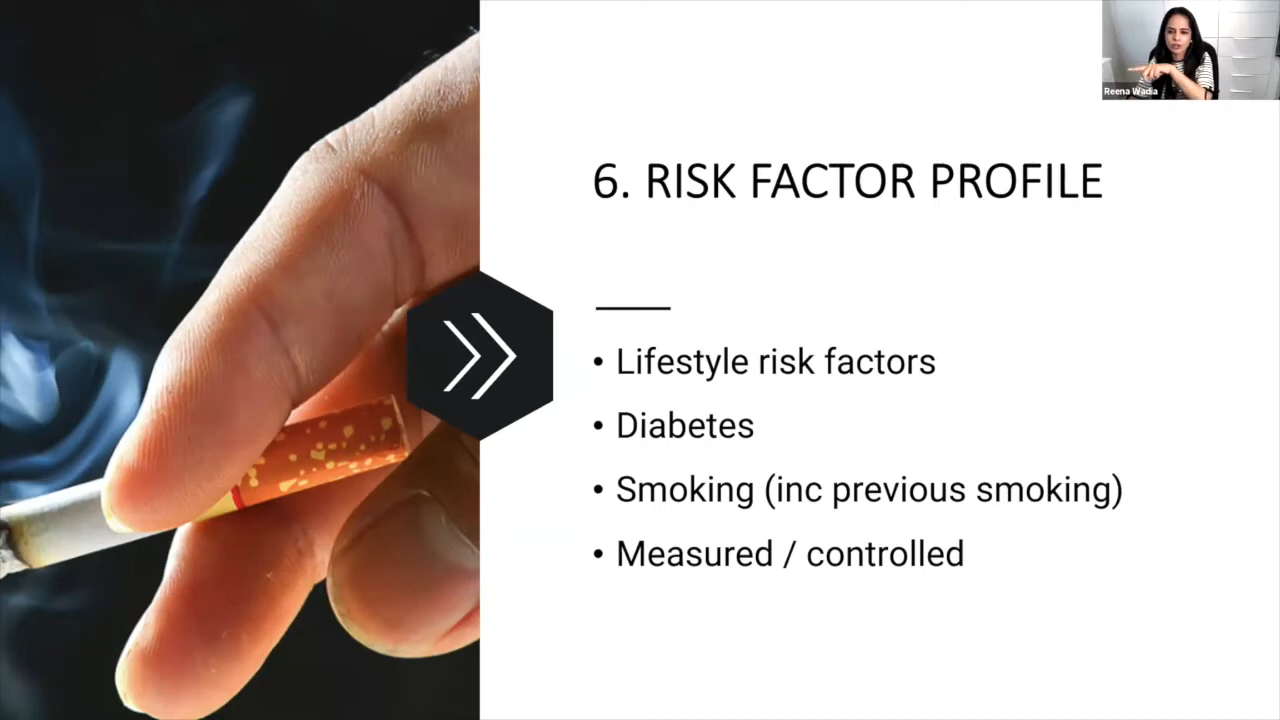 Reena Wadia
6. RISK FACTOR PROFILE
• Lifestyle risk factors
• Diabetes
• Smoking (inc previous smoking)
• Measured / controlled